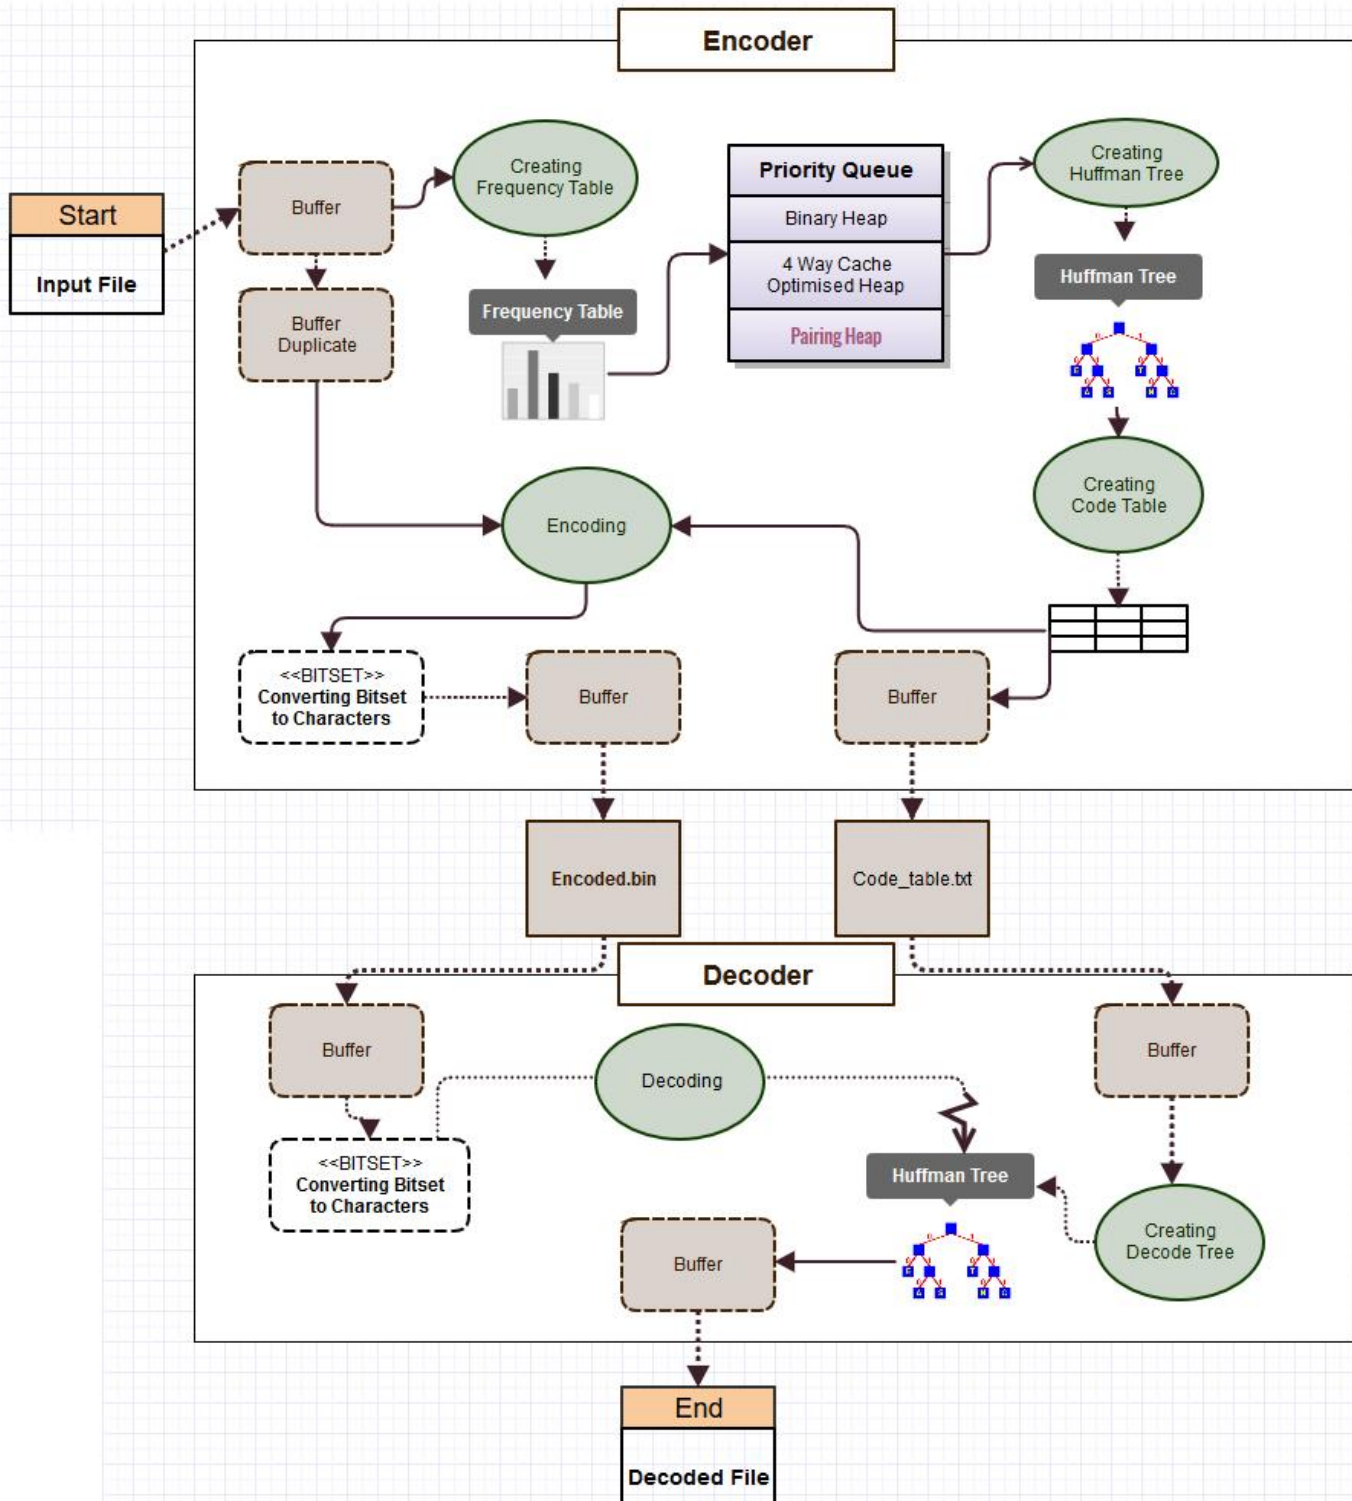 Encoder
Creating
Frequency Table
Priority Queue
Creating
Huffman Tree
Buffer
Start
Binary Heap
Input File
4 Way Cache
Optimised Heap
Huffman Tree
Frequency Table
Buffer
Duplicate
Pairing Heap
Creating
Code Table
Encoding
<<BITSET>>
Converting Bitset
to Characters
Buffer
Buffer
Encoded.bin
Code_table.txt
Decoder
Buffer
Decoding
Buffer
<<BITSET>>
Converting Bitset
to Characters
Huffman Tree
Creating
Decode Tree
Buffer
End
Decoded File